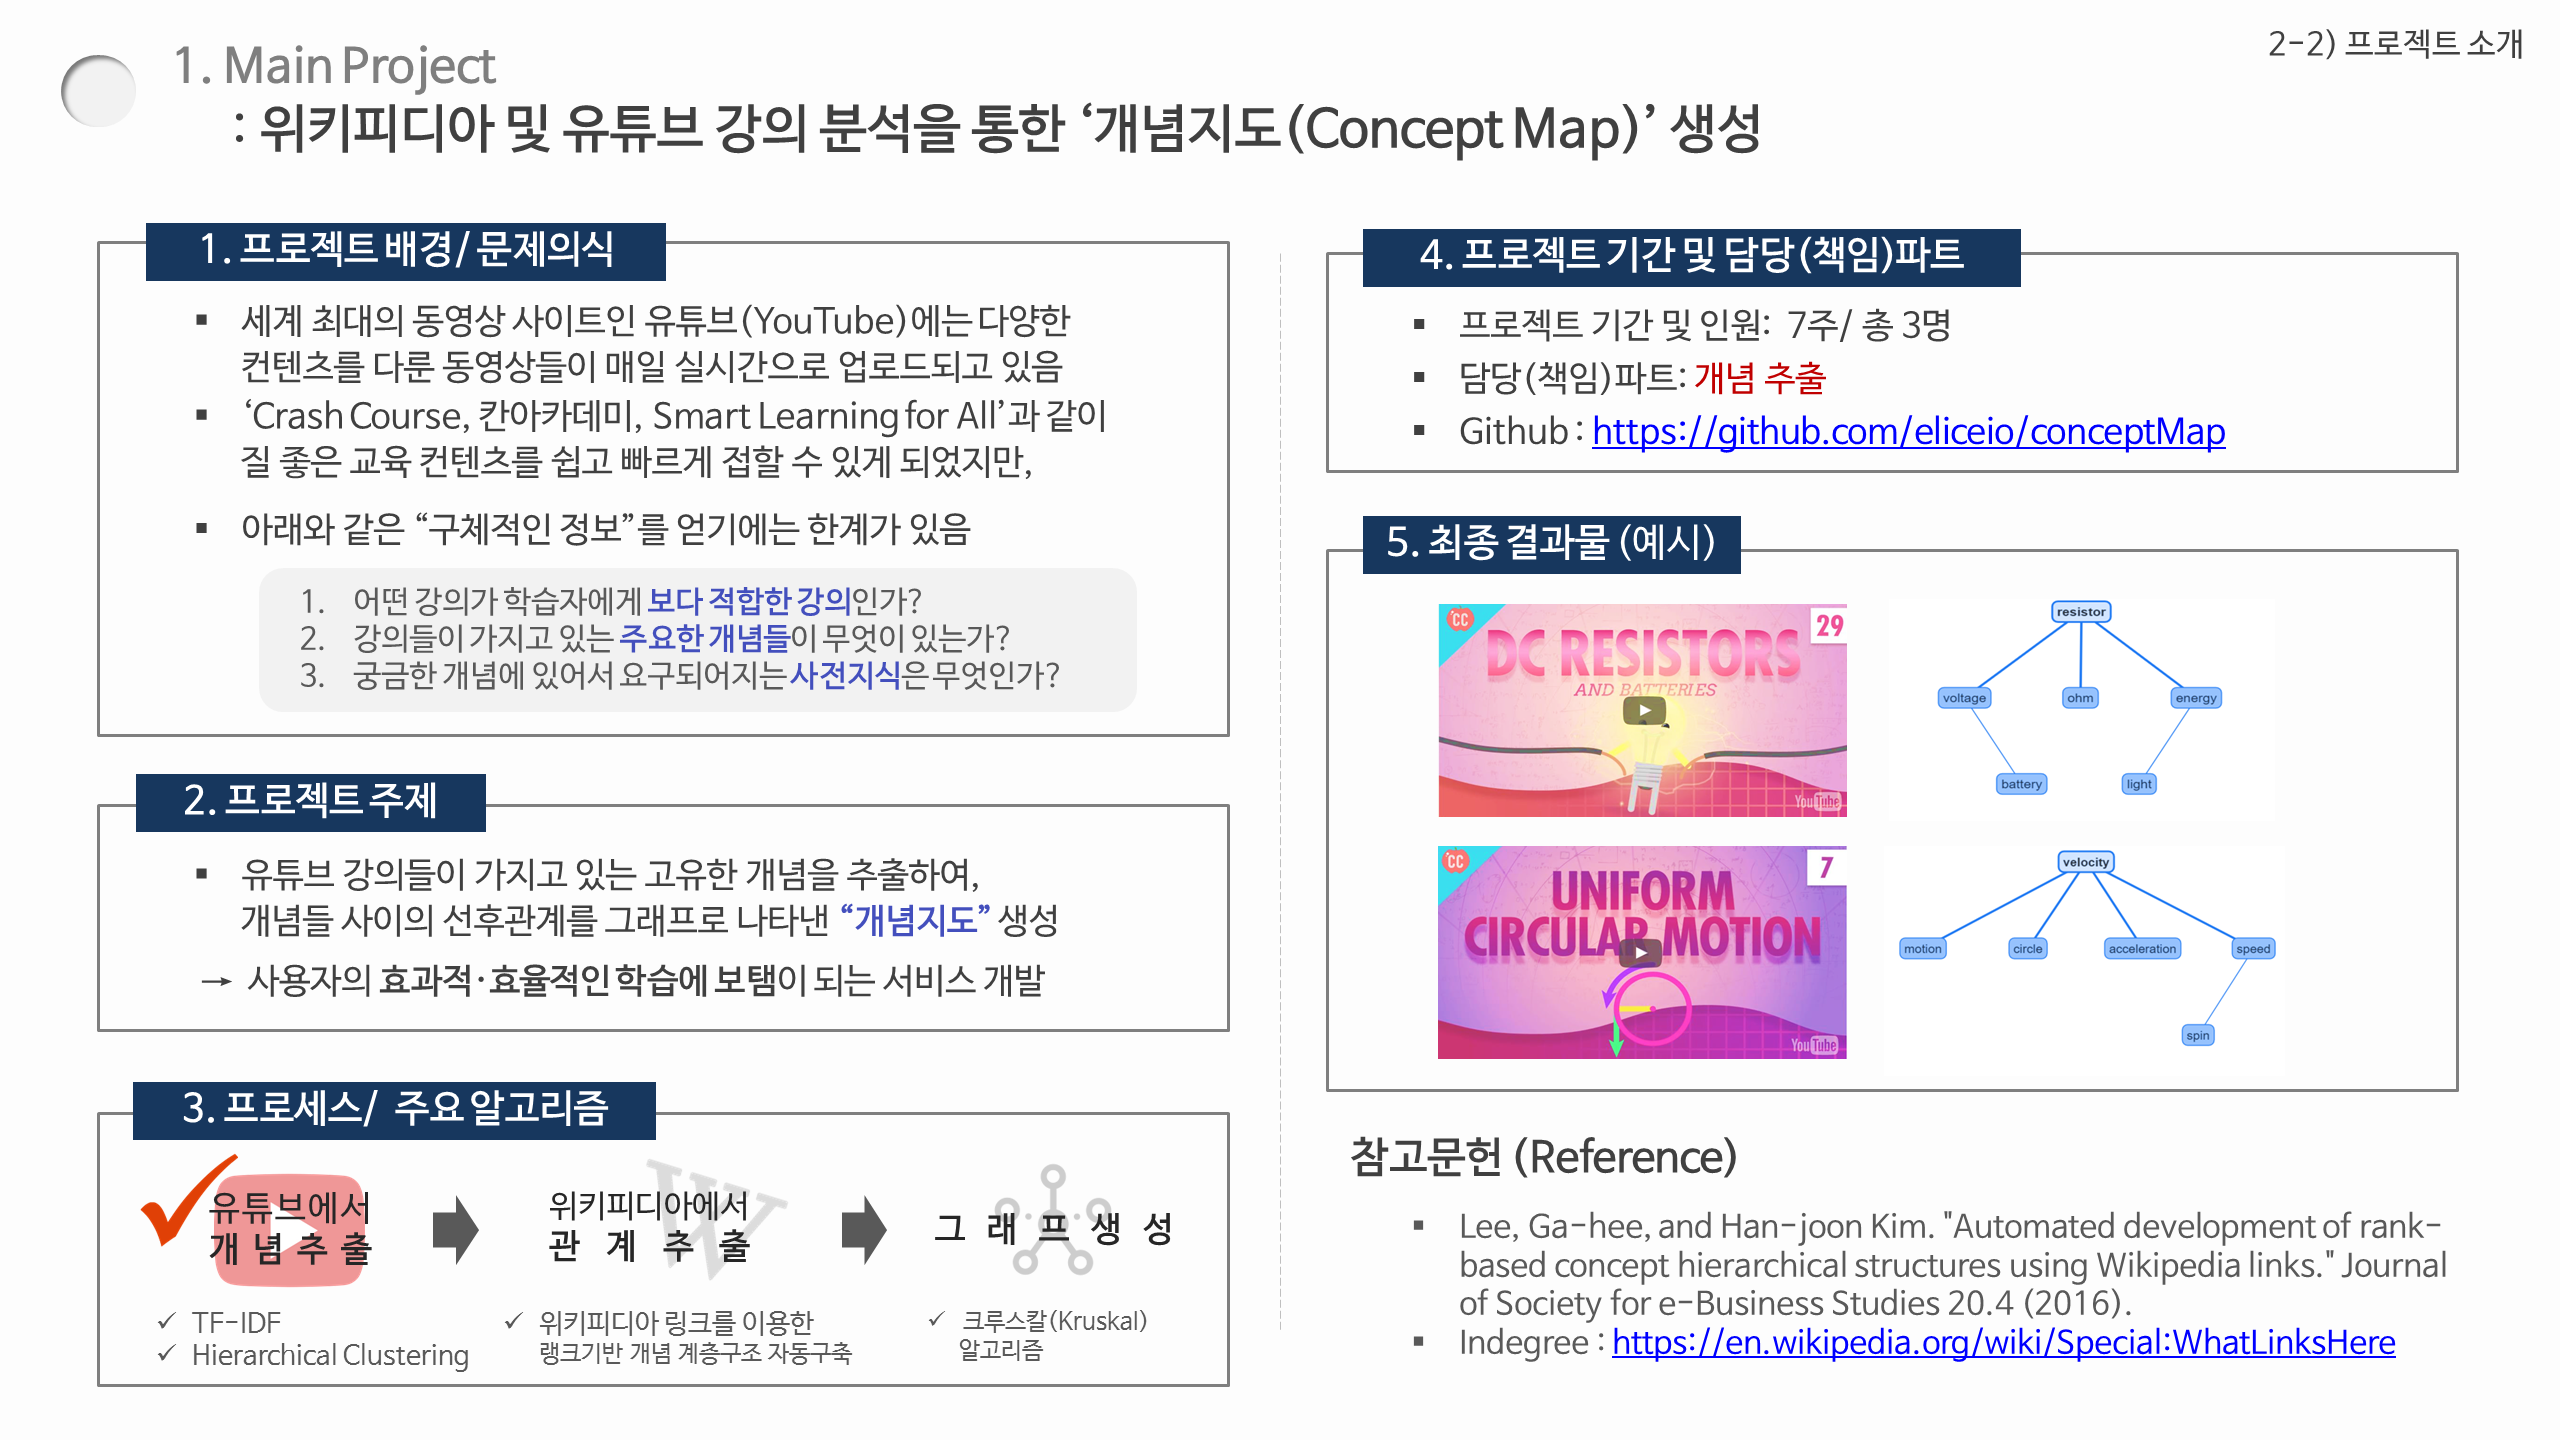 2-2) 프로젝트 소개
1. Main Project
: 위키피디아 및 유튜브 강의 분석을 통한 ‘개념지도(Concept Map)’ 생성
1. 프로젝트 배경/ 문제의식
▪ 세계 최대의 동영상 사이트인 유튜브(YouTube)에는 다양한
컨텐츠를 다룬 동영상들이 매일 실시간으로 업로드되고 있음
▪ ‘Crash Course, 칸아카데미, Smart Learning for All’과 같이
질 좋은 교육 컨텐츠를 쉽고 빠르게 접할 수 있게 되었지만,
▪ 아래와 같은 “구체적인 정보”를 얻기에는 한계가 있음
1. 어떤 강의가 학습자에게 보다 적합한 강의인가?
2. 강의들이 가지고 있는 주요한 개념들이 무엇이 있는가?
3. 궁금한 개념에 있어서 요구되어지는 사전지식은 무엇인가?
2. 프로젝트 주제
▪ 유튜브 강의들이 가지고 있는 고유한 개념을 추출하여,
개념들 사이의 선후관계를 그래프로 나타낸 “개념지도” 생성
→ 사용자의 효과적·효율적인 학습에 보탬이 되는 서비스 개발
3. 프로세스/ 주요 알고리즘
유튜브에서
개 념 추 출
✓ TF-IDF
✓ Hierarchical Clustering
위키피디아에서
관 계 추 출
✓ 위키피디아 링크를 이용한
랭크기반 개념 계층구조 자동구축
그 래 프 생 성
✓ 크루스칼(Kruskal)
알고리즘
4. 프로젝트 기간 및 담당(책임)파트
▪ 프로젝트 기간 및 인원: 7주/ 총 3명
▪ 담당(책임)파트: 개념 추출
▪ Github : https://github.com/eliceio/conceptMap
5. 최종 결과물 (예시)
CC
29
DC RESISTORS
AND BATTERIES
YouTube
resistor
voltage
ohm
energy
battery
light
CC
7
UNIFORM
CIRCULAR MOTION
YouTube
velocity
motion
circle
acceleration
speed
spin
참고문헌 (Reference)
▪ Lee, Ga-hee, and Han-joon Kim. "Automated development of rank-
based concept hierarchical structures using Wikipedia links." Journal
of Society for e-Business Studies 20.4 (2016).
▪ Indegree : https://en.wikipedia.org/wiki/Special:WhatLinksHere